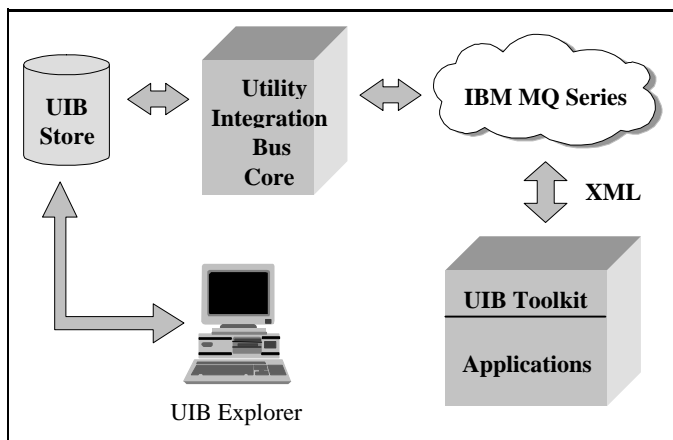 UIB
Store
Utility
Integration
Bus
Core
IBM MQ Series
XML
UIB Toolkit
Applications
UIB Explorer